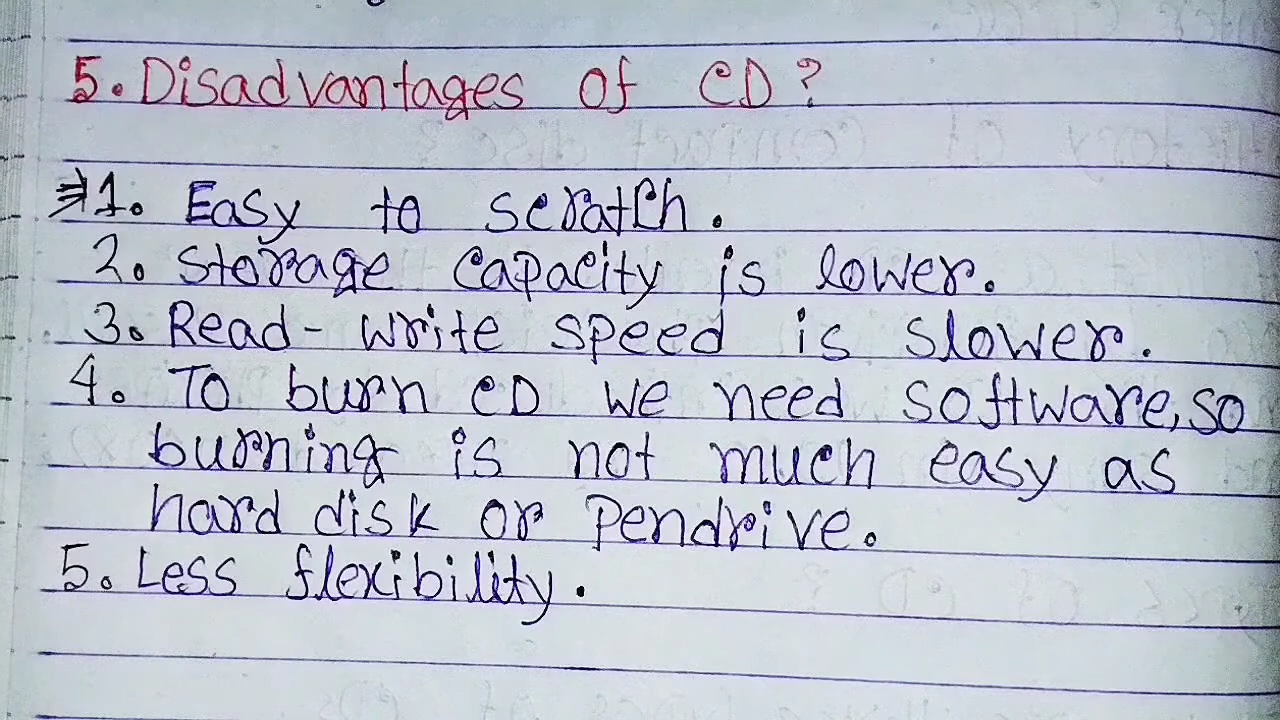 5. Disadvantages of CD?
⇒1. Easy to scratch.
2. Storage capacity is lower.
3. Read-write speed is slower.
4. To burn CD we need software, so
burning is not much easy as
hard disk or Pendrive.
5. Less flexibility.